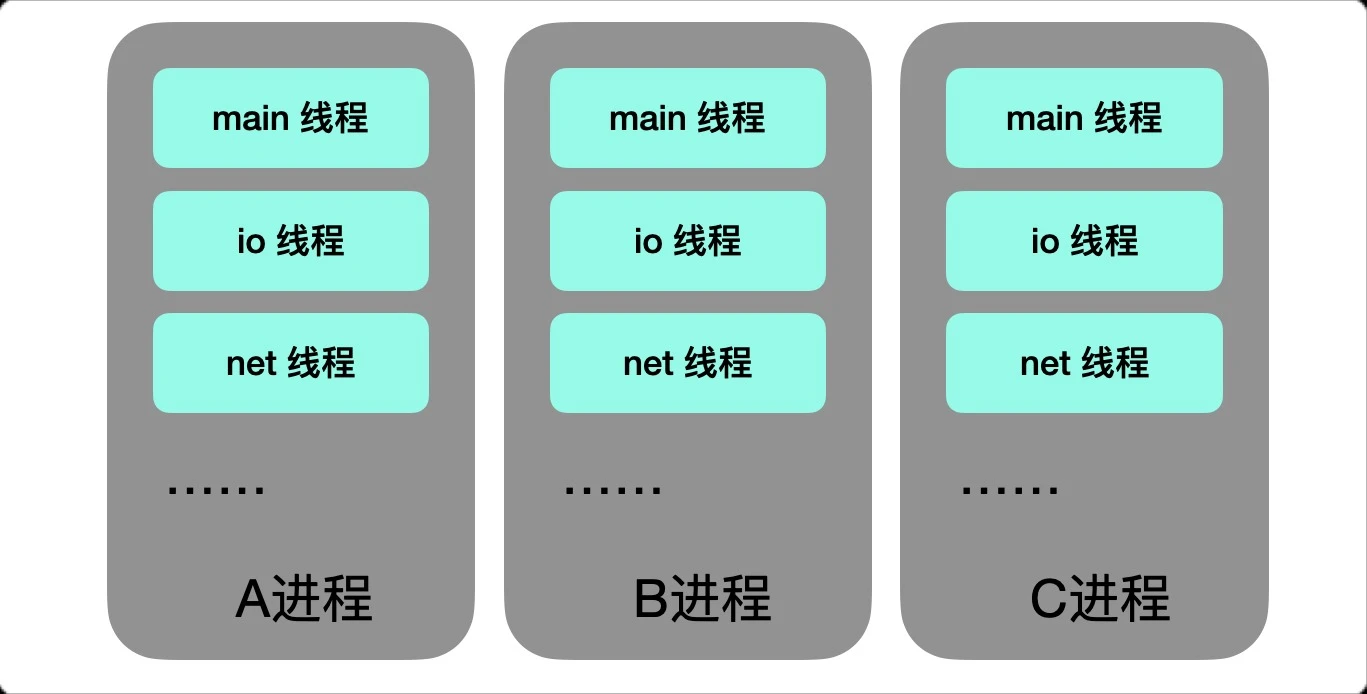 main 线程
io 线程
net 线程
......
A进程
main 线程
io 线程
net 线程
......
B进程
main 线程
io 线程
net 线程
......
C进程